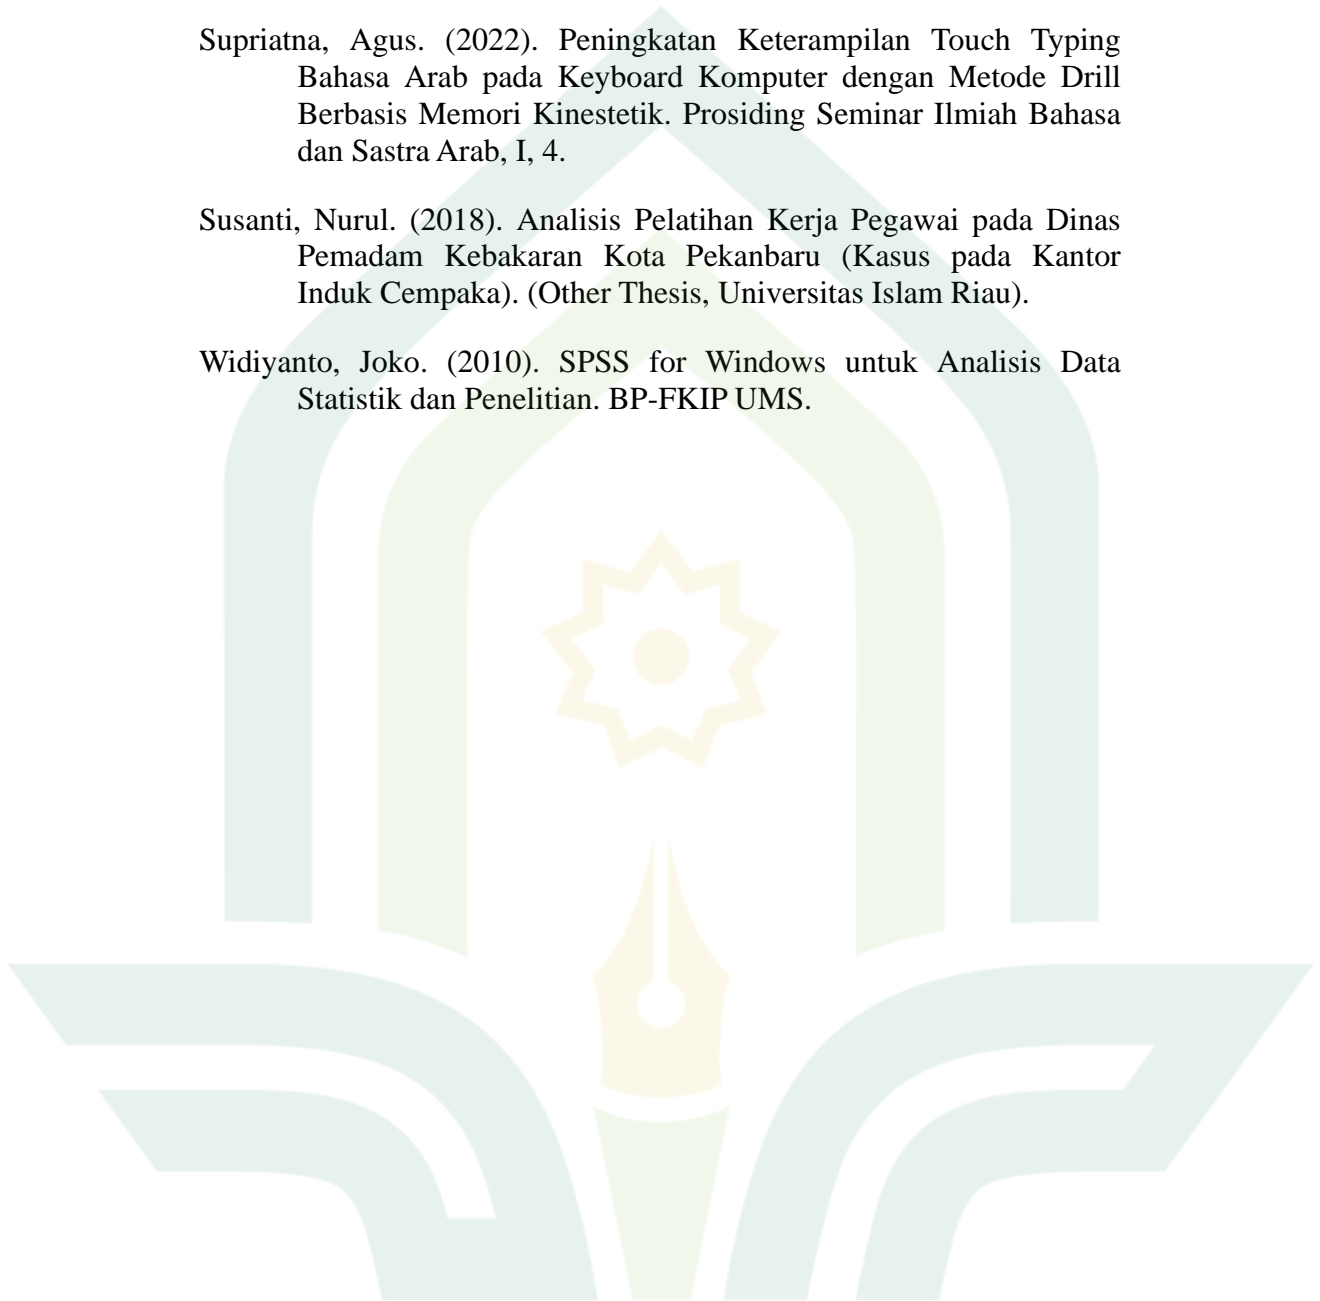 Supriatna, Agus. (2022). Peningkatan Keterampilan Touch Typing
Bahasa Arab pada Keyboard Komputer dengan Metode Drill
Berbasis Memori Kinestetik. Prosiding Seminar Ilmiah Bahasa
dan Sastra Arab, I, 4.
Susanti, Nurul. (2018). Analisis Pelatihan Kerja Pegawai pada Dinas
Pemadam Kebakaran Kota Pekanbaru (Kasus pada Kantor
Induk Cempaka). (Other Thesis, Universitas Islam Riau).
Widiyanto, Joko. (2010). SPSS for Windows untuk Analisis Data
Statistik dan Penelitian. BP-FKIP UMS.